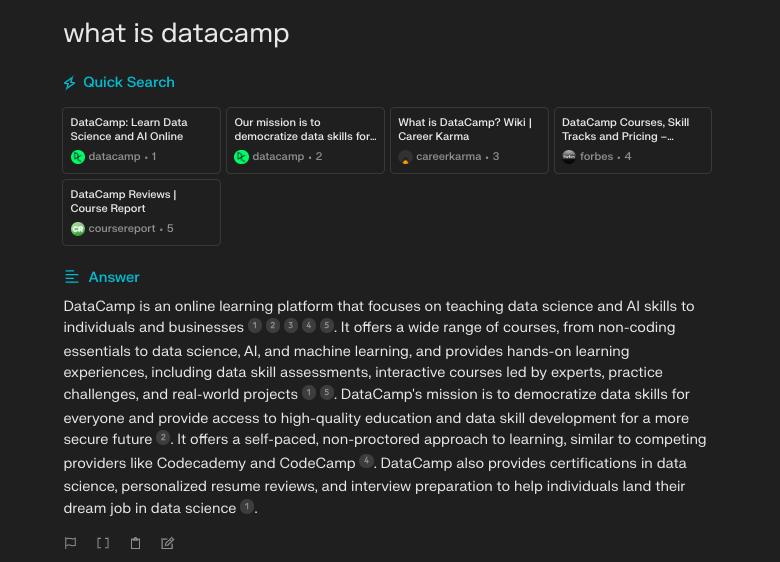 what is datacamp
Quick Search
DataCamp: Learn Data
Science and AI Online
datacamp • 1
Our mission is to
democratize data skills for...
datacamp • 2
What is DataCamp? Wiki |
Career Karma
careerkarma • 3
DataCamp Courses, Skill
Tracks and Pricing –...
forbes • 4
DataCamp Reviews |
Course Report
CR
coursereport • 5
Answer
DataCamp is an online learning platform that focuses on teaching data science and AI skills to
individuals and businesses 1 2 3 4 5. It offers a wide range of courses, from non-coding
essentials to data science, AI, and machine learning, and provides hands-on learning
experiences, including data skill assessments, interactive courses led by experts, practice
challenges, and real-world projects 1 5. DataCamp's mission is to democratize data skills for
everyone and provide access to high-quality education and data skill development for a more
secure future 2. It offers a self-paced, non-proctored approach to learning, similar to competing
providers like Codecademy and CodeCamp 4. DataCamp also provides certifications in data
science, personalized resume reviews, and interview preparation to help individuals land their
dream job in data science 1.